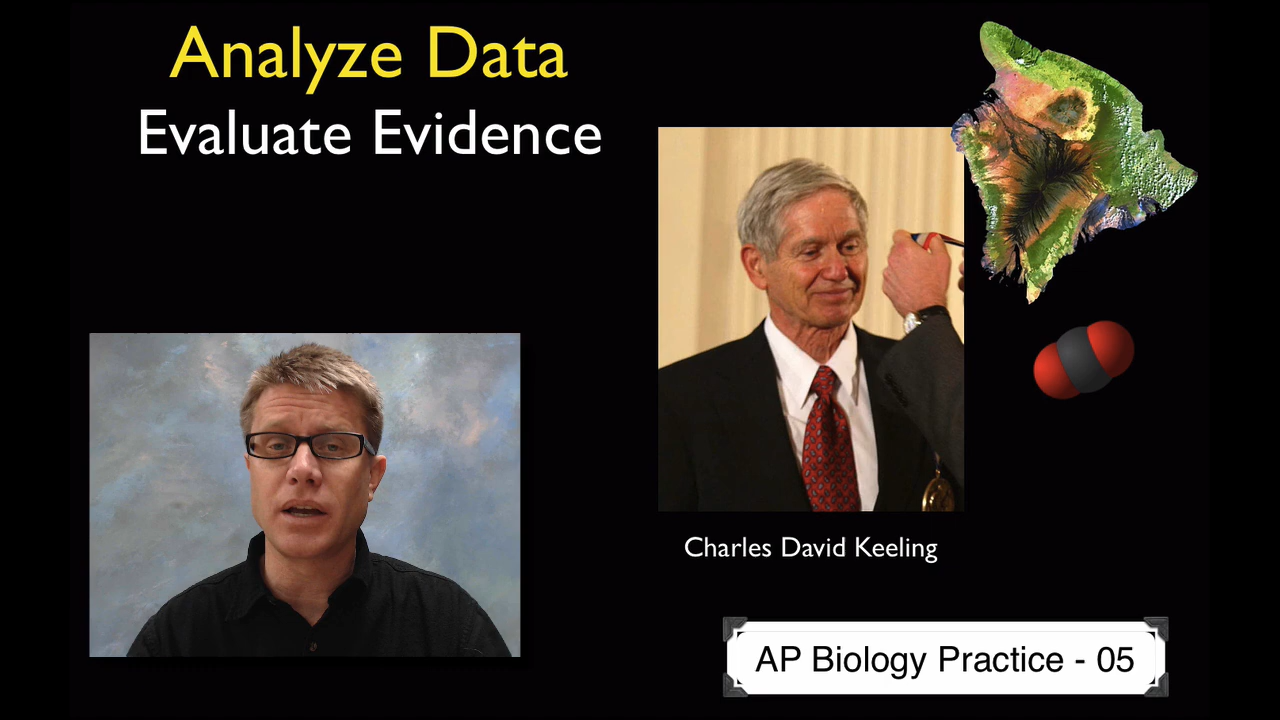 Analyze Data
Evaluate Evidence
Charles David Keeling
AP Biology Practice - 05